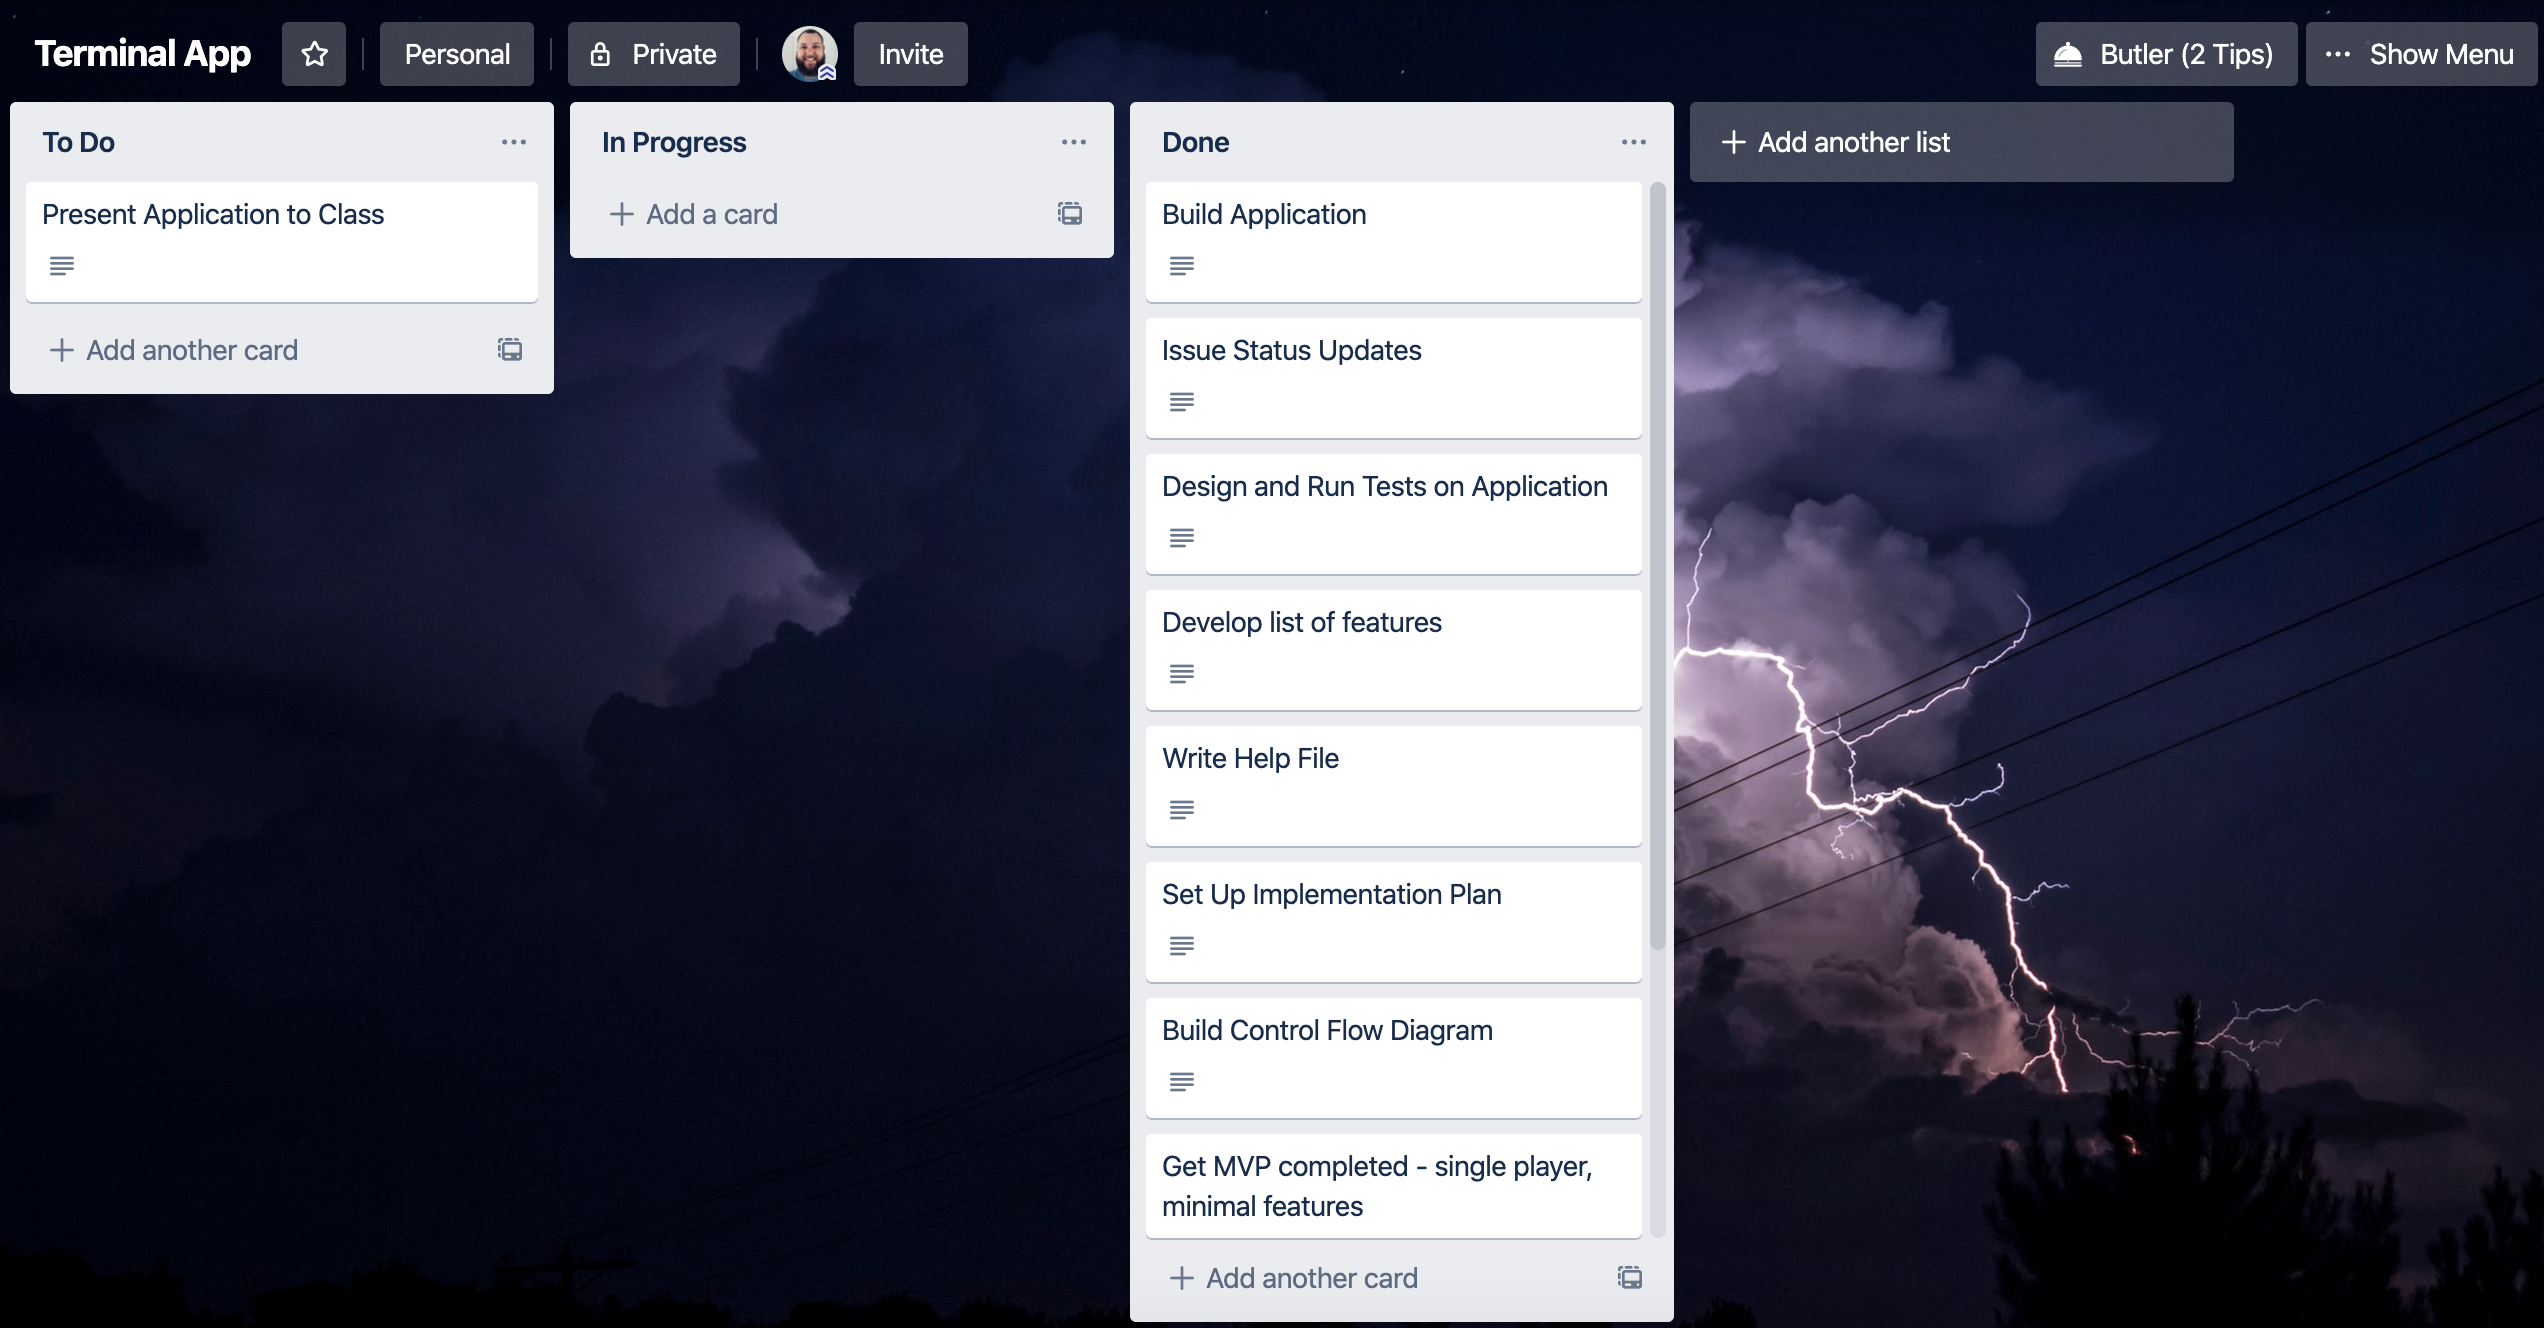 Terminal App
Personal
Private
Invite
Butler (2 Tips)
Show Menu
To Do
Present Application to Class
Add another card
In Progress
Add a card
Done
Build Application
Issue Status Updates
Design and Run Tests on Application
Develop list of features
Write Help File
Set Up Implementation Plan
Build Control Flow Diagram
Get MVP completed - single player,
minimal features
Add another card
Add another list